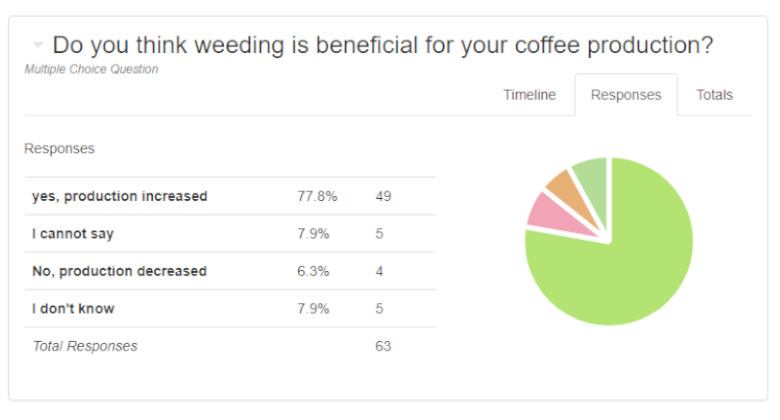 Do you think weeding is beneficial for your coffee production?
Multiple Choice Question
Timeline Responses Totals
Responses
yes, production increased 77.8% 49
I cannot say 7.9% 5
No, production decreased 6.3% 4
I don't know 7.9% 5
Total Responses 63